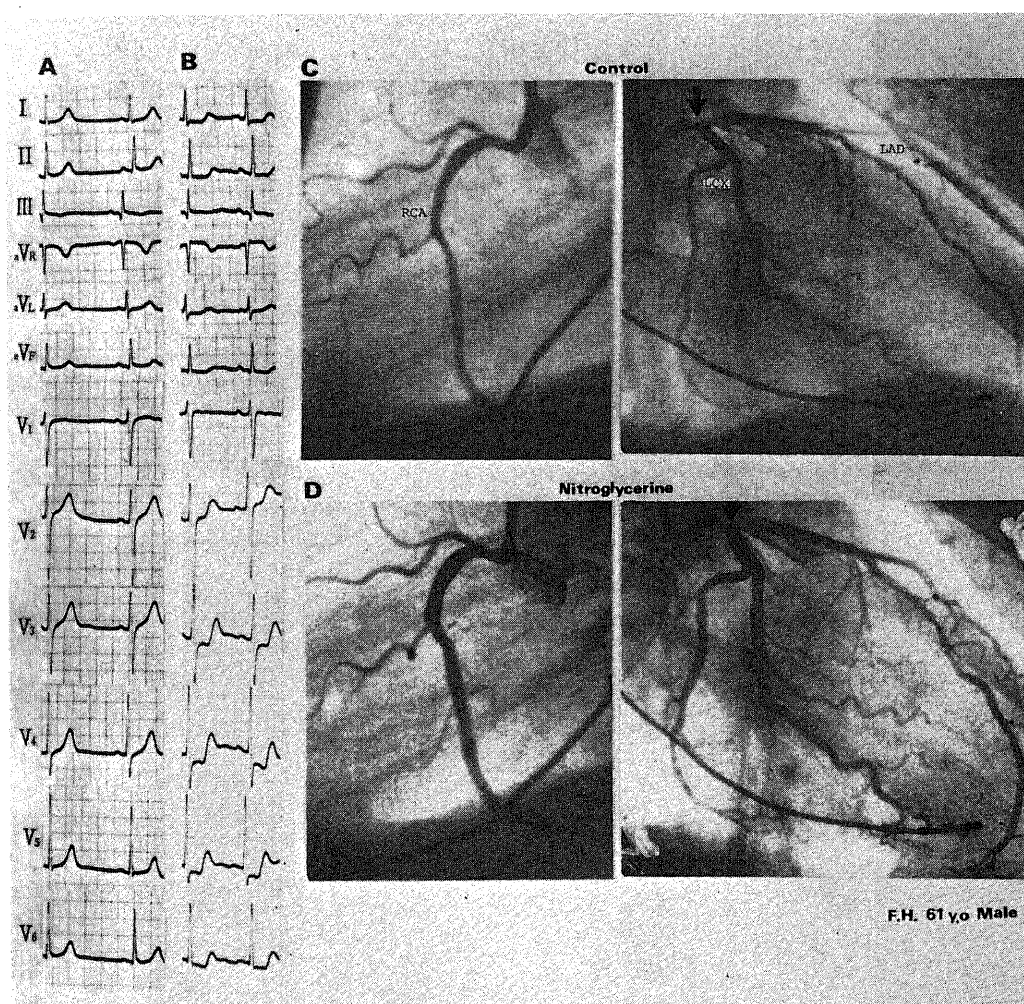 A
B
C
Control
I
II
III
aVR
aVL
aVF
V1
V2
V3
V4
V5
V6
RCA
LCX
LAD
D
Nitroglycerine
F.H. 61 y.o Male